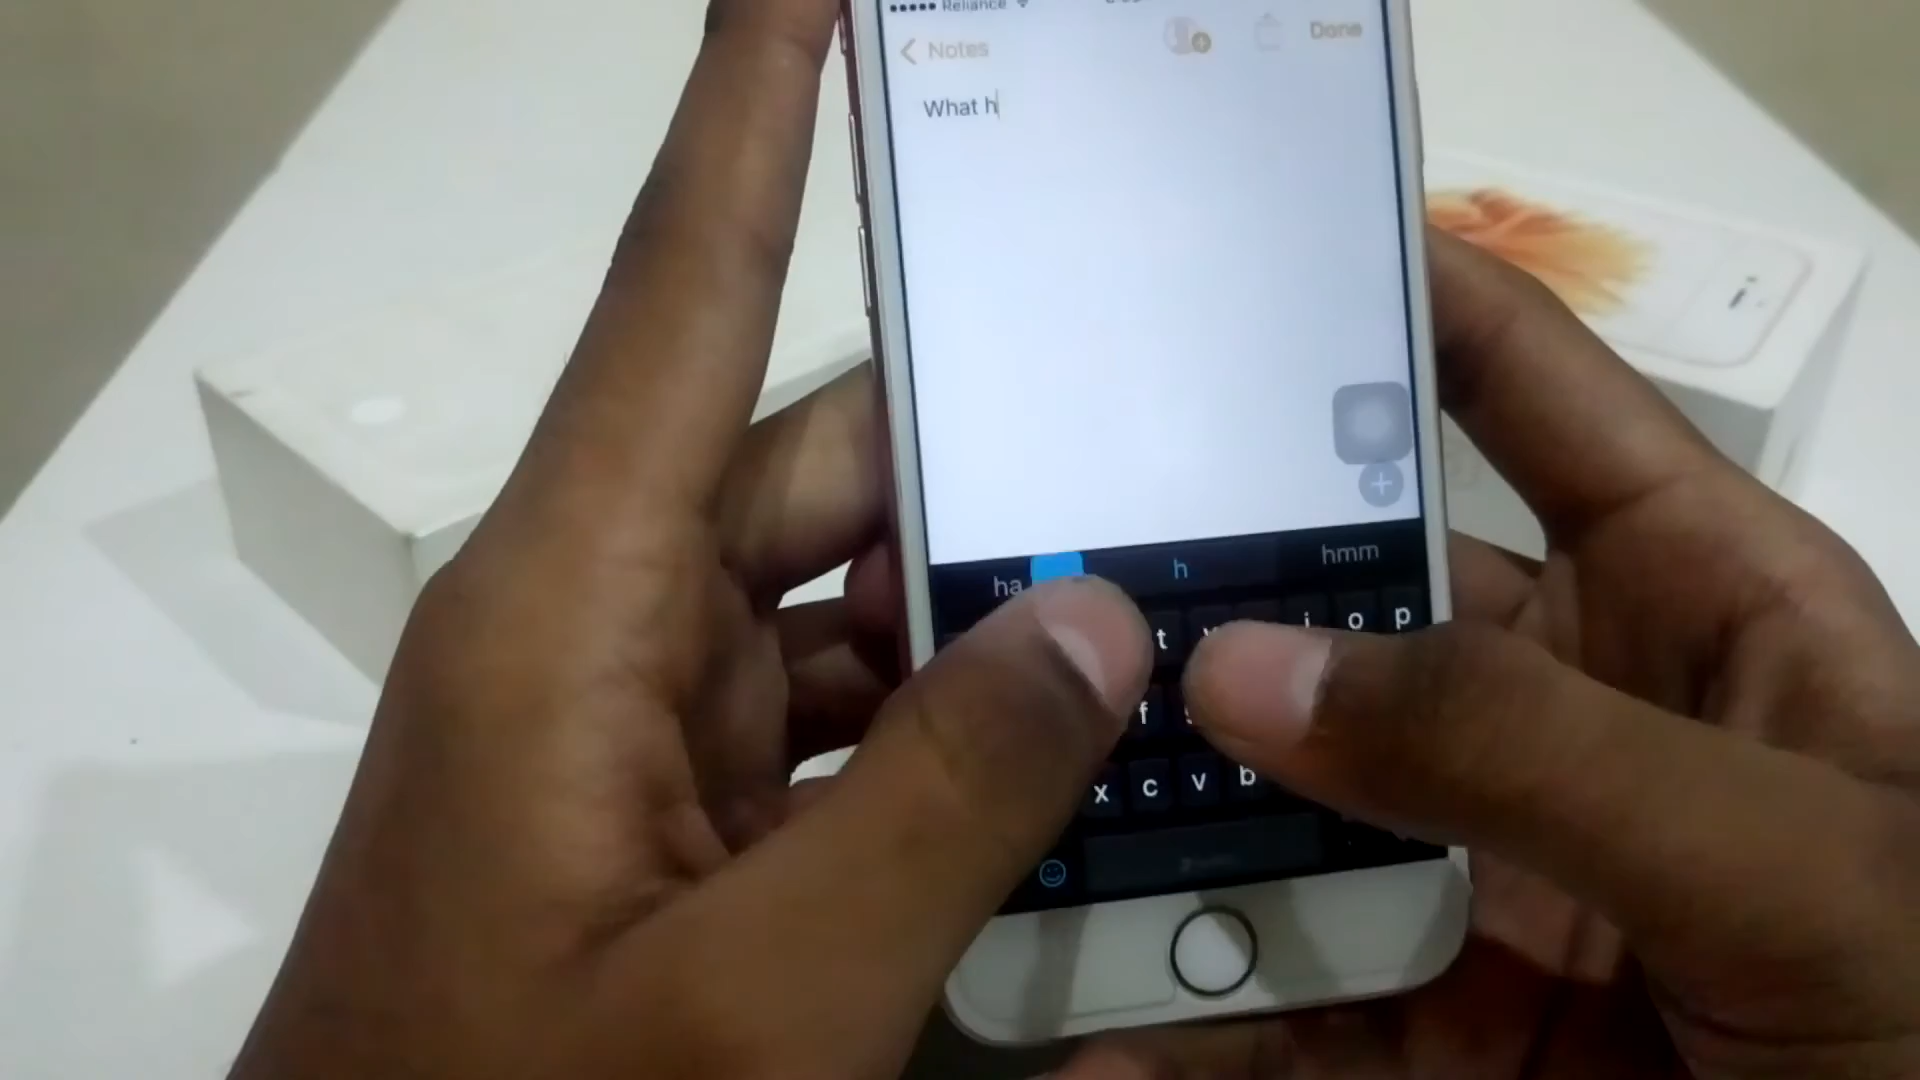 Reliance
Notes
Done
What h
ha
h
hmm
t
i o p
f
x c v b